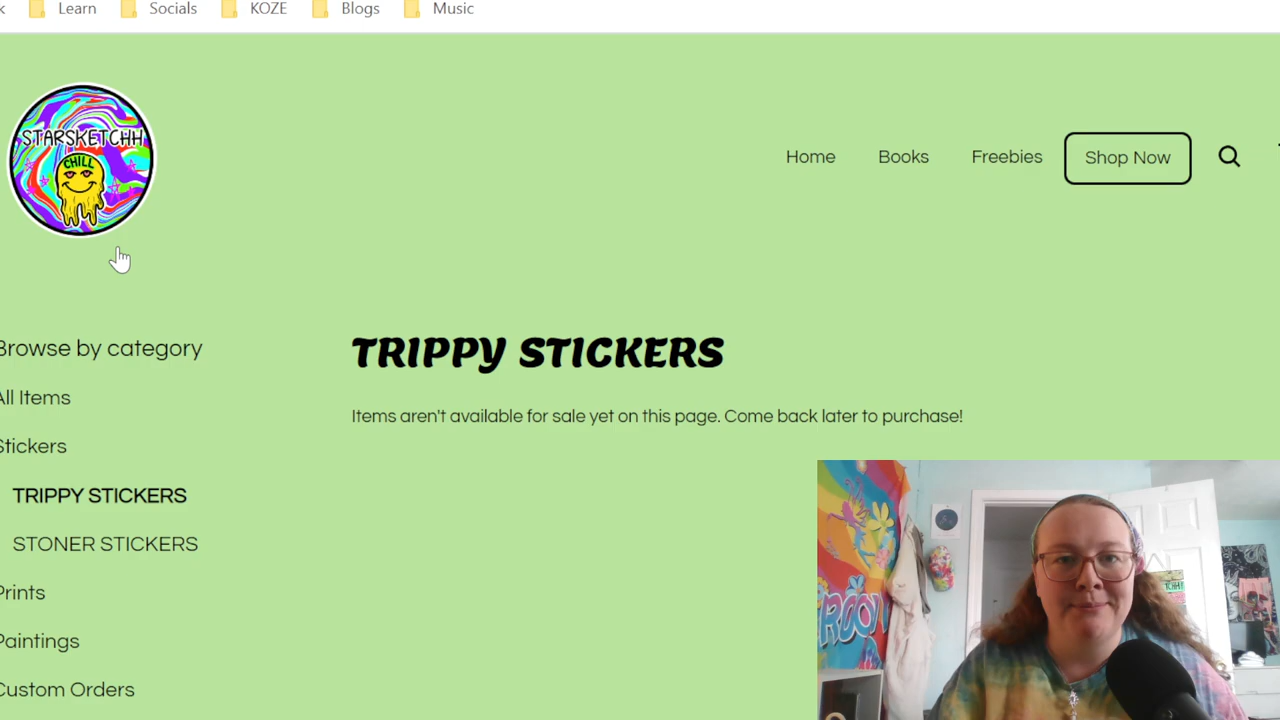 Learn Socials KOZE Blogs Music
STARSKETCHH
CHILL
Home Books Freebies Shop Now
Browse by category
All Items
Stickers
TRIPPY STICKERS
STONER STICKERS
Prints
Paintings
Custom Orders
TRIPPY STICKERS
Items aren't available for sale yet on this page. Come back later to purchase!